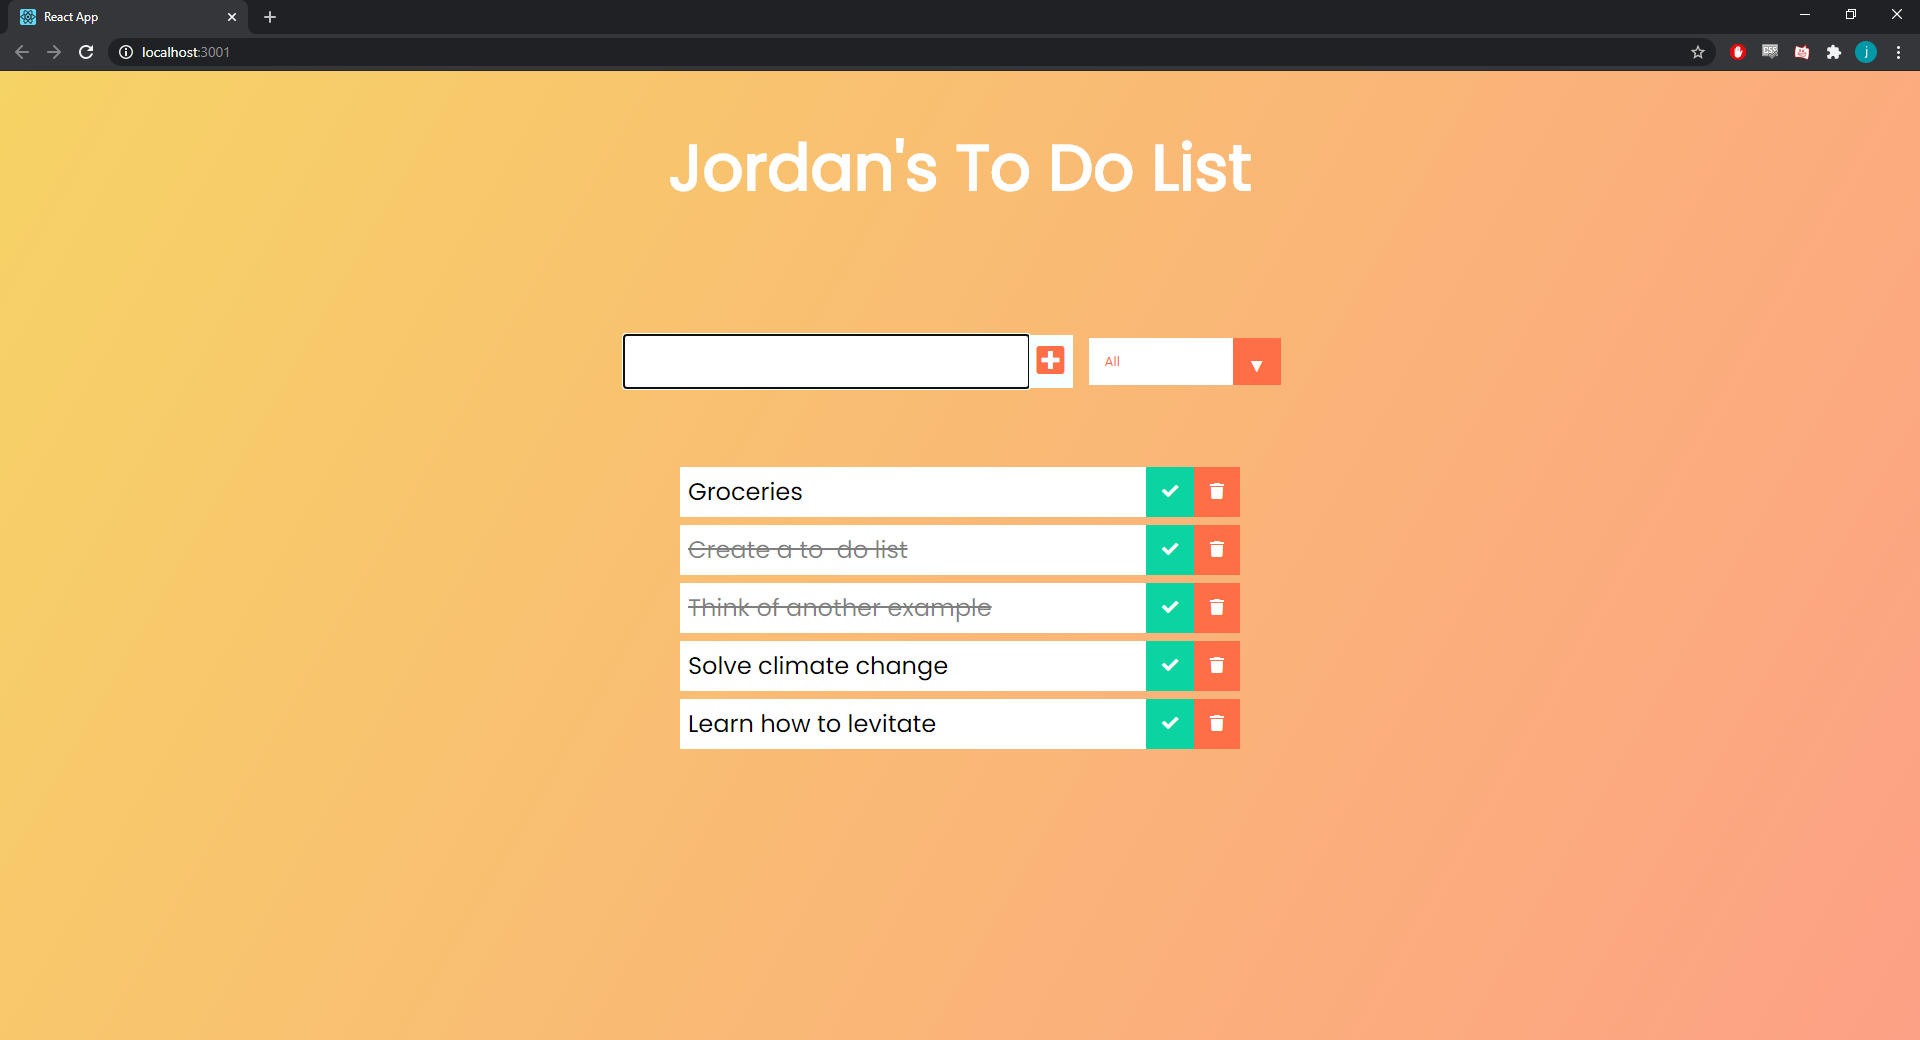 React App
localhost:3001
j
Jordan's To Do List
All
Groceries
Create a to-do list
Think of another example
Solve climate change
Learn how to levitate